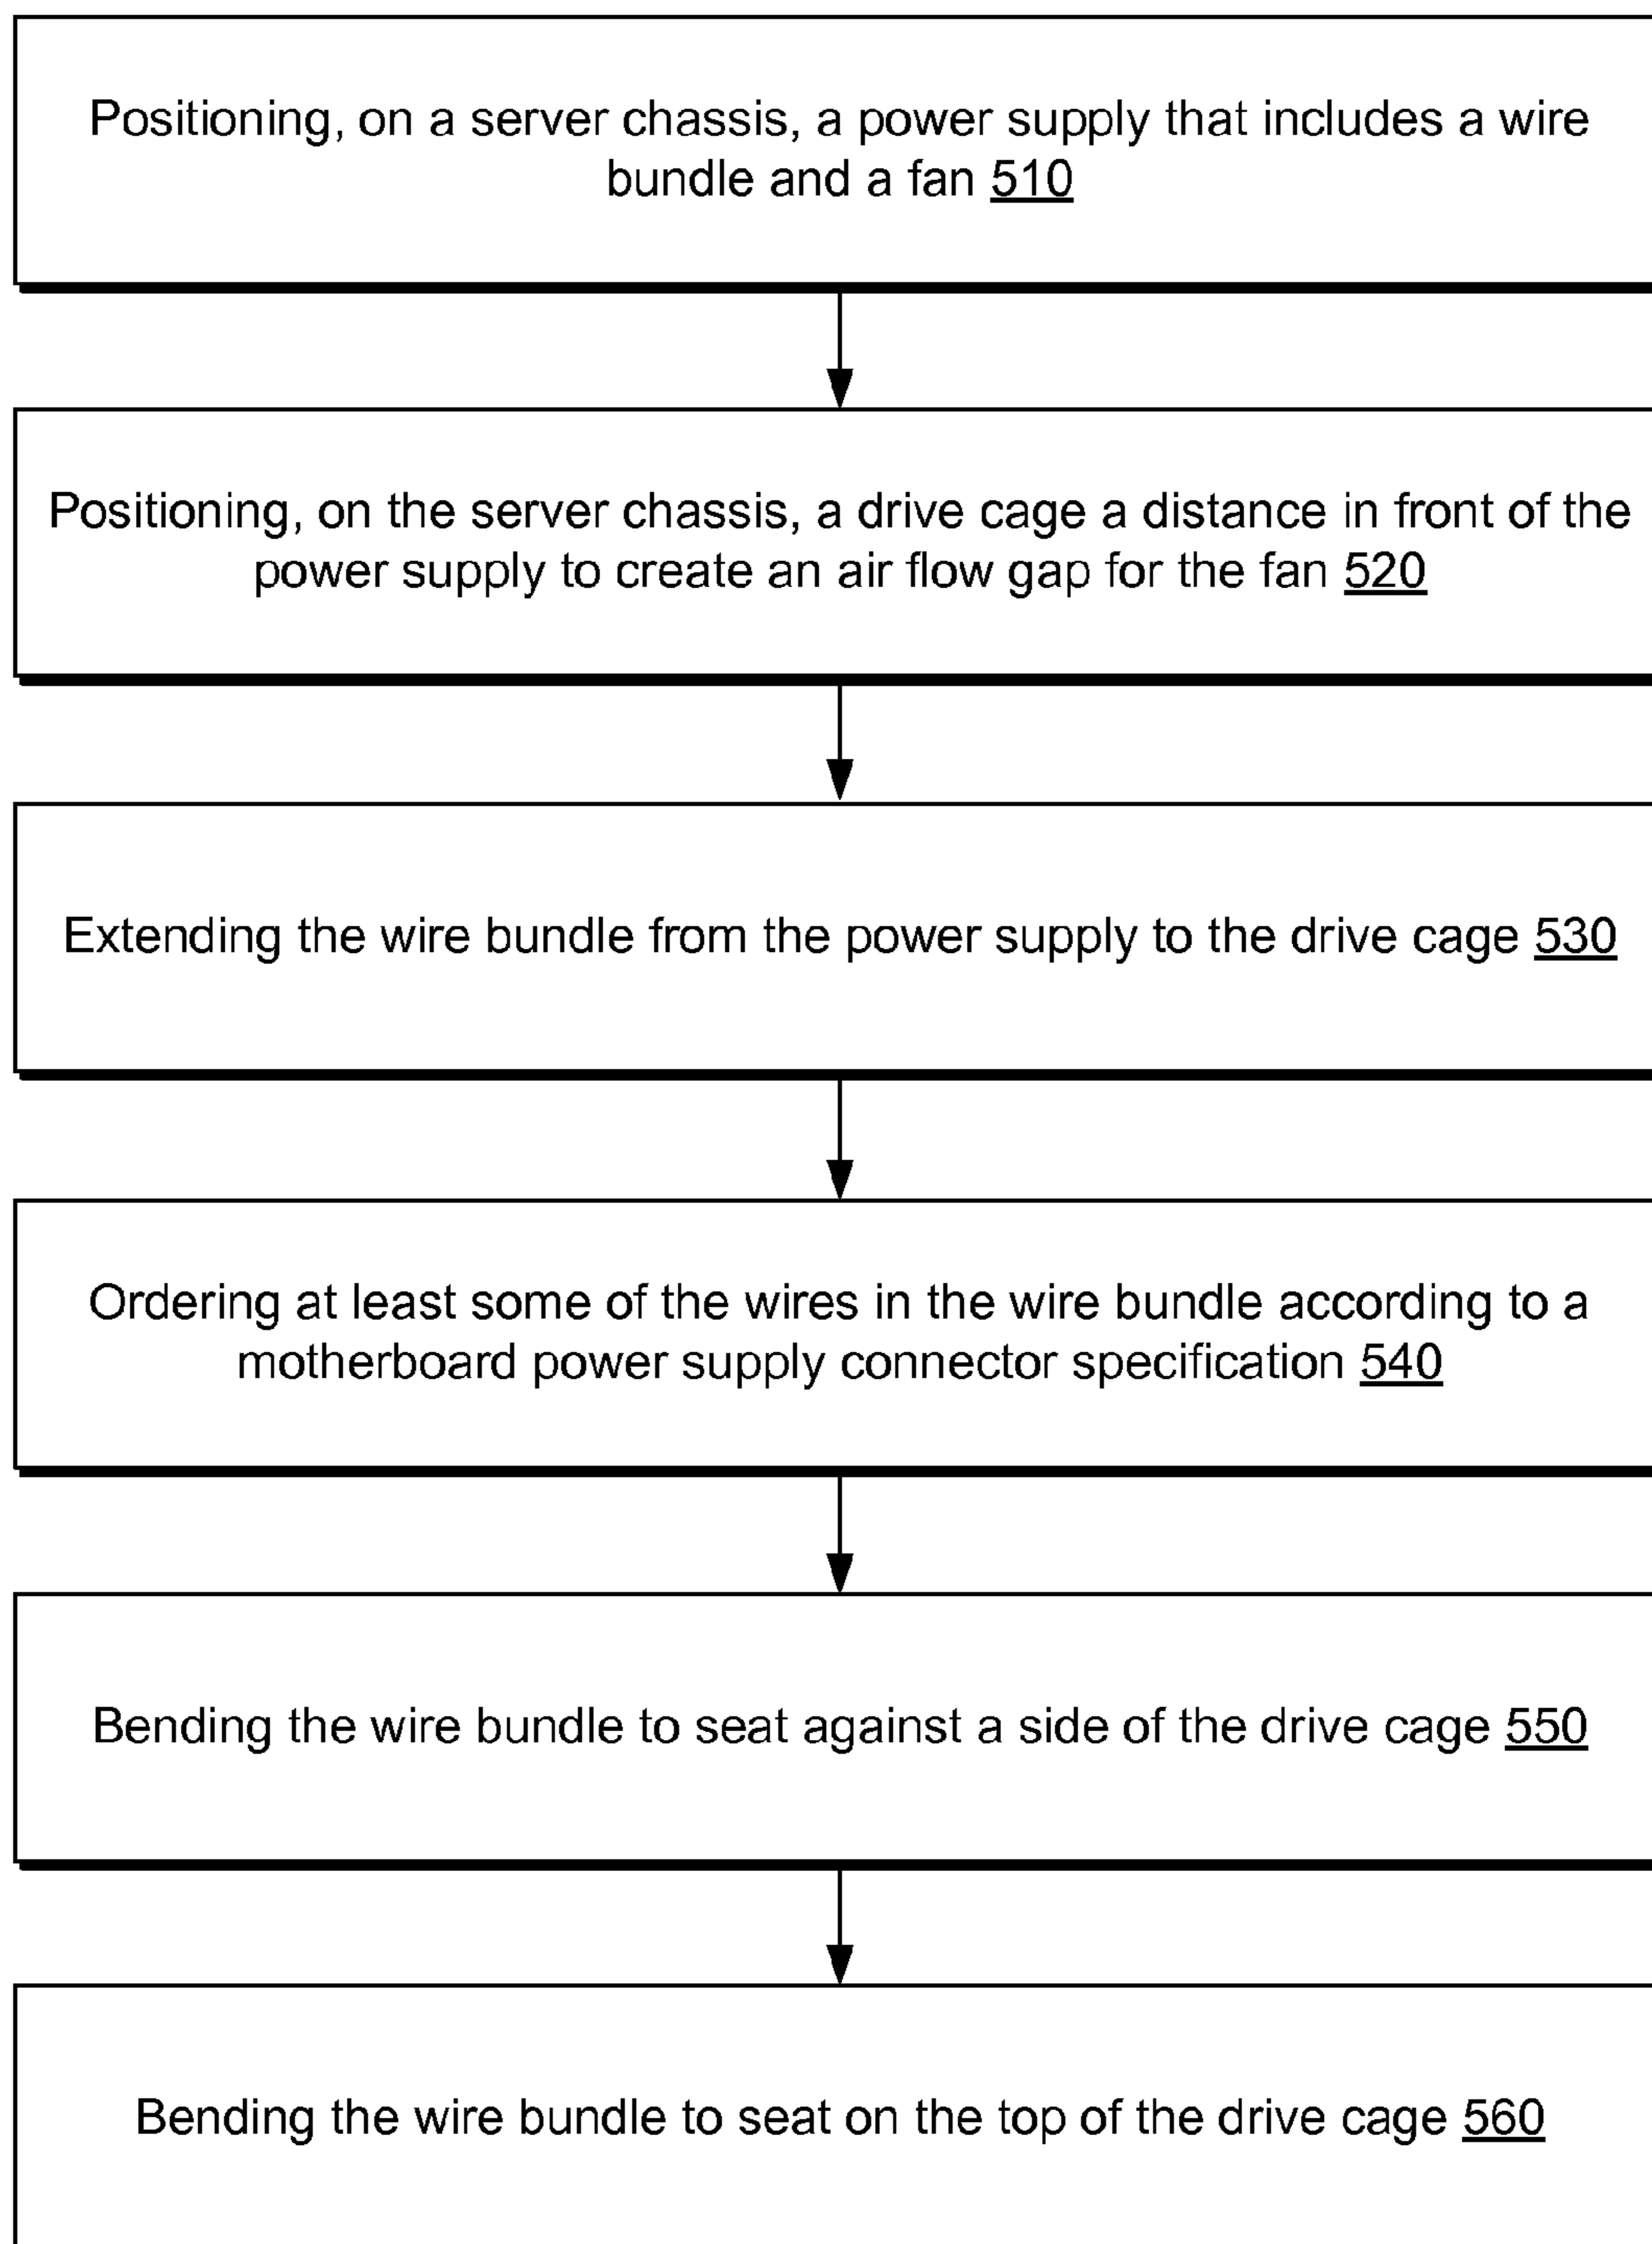 Positioning, on a server chassis, a power supply that includes a wire
bundle and a fan 510
Positioning, on the server chassis, a drive cage a distance in front of the
power supply to create an air flow gap for the fan 520
Extending the wire bundle from the power supply to the drive cage 530
Ordering at least some of the wires in the wire bundle according to a
motherboard power supply connector specification 540
Bending the wire bundle to seat against a side of the drive cage 550
Bending the wire bundle to seat on the top of the drive cage 560